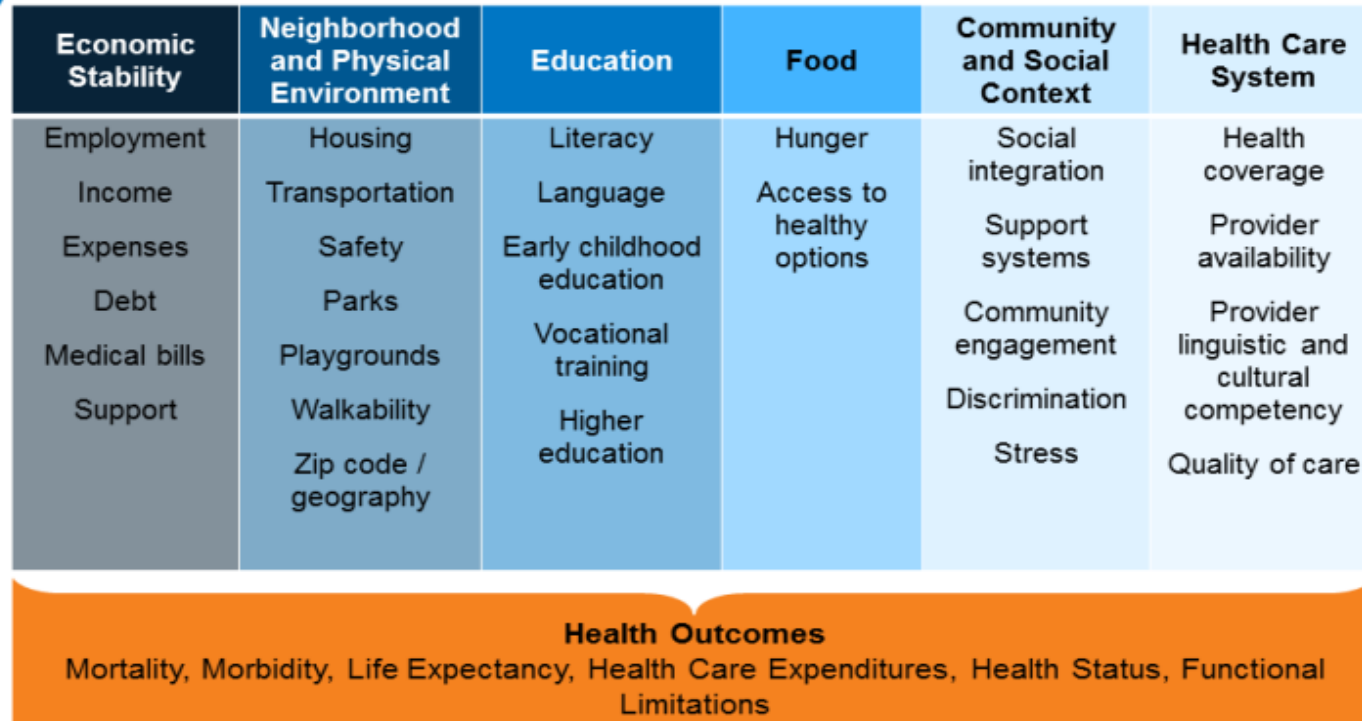 Economic
Stability
Neighborhood
and Physical
Environment
Education
Food
Community
and Social
Context
Health Care
System
Employment
Income
Expenses
Debt
Medical bills
Support
Housing
Transportation
Safety
Parks
Playgrounds
Walkability
Zip code /
geography
Literacy
Language
Early childhood
education
Vocational
training
Higher
education
Hunger
Access to
healthy
options
Social
integration
Support
systems
Community
engagement
Discrimination
Stress
Health
coverage
Provider
availability
Provider
linguistic and
cultural
competency
Quality of care
Health Outcomes
Mortality, Morbidity, Life Expectancy, Health Care Expenditures, Health Status, Functional
Limitations